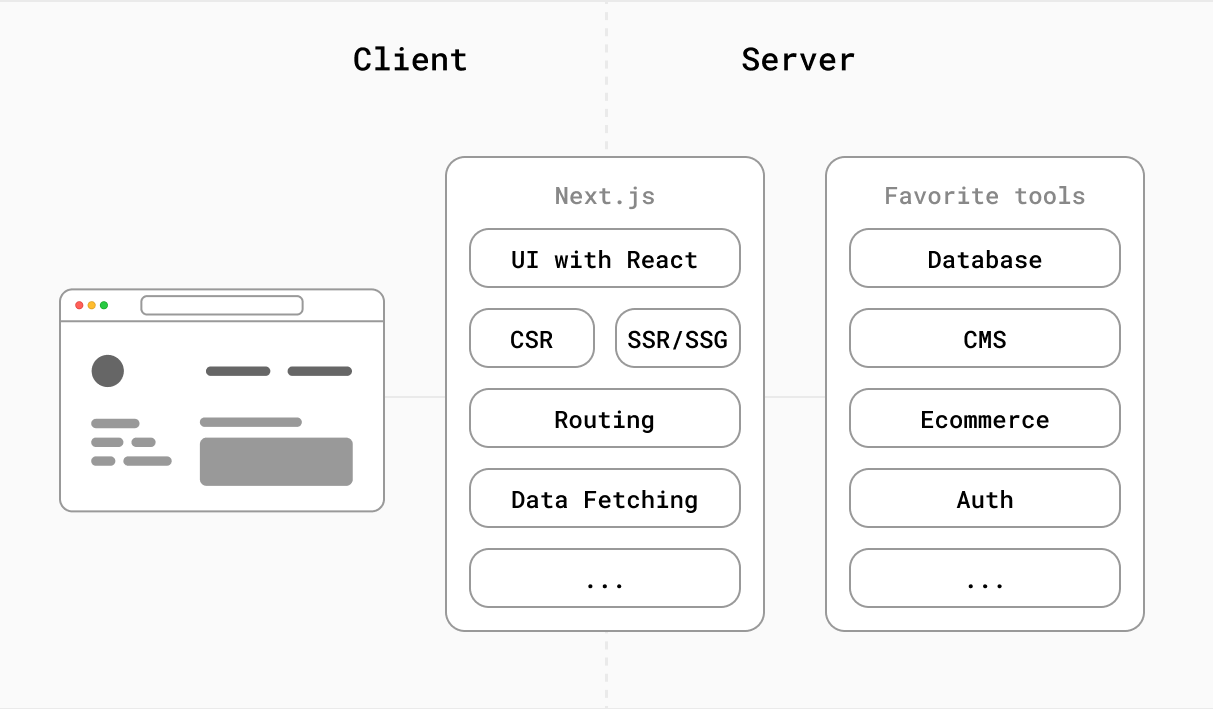 Client
Server
Next.js
UI with React
CSR
SSR/SSG
Routing
Data Fetching
...
Favorite tools
Database
CMS
Ecommerce
Auth
...